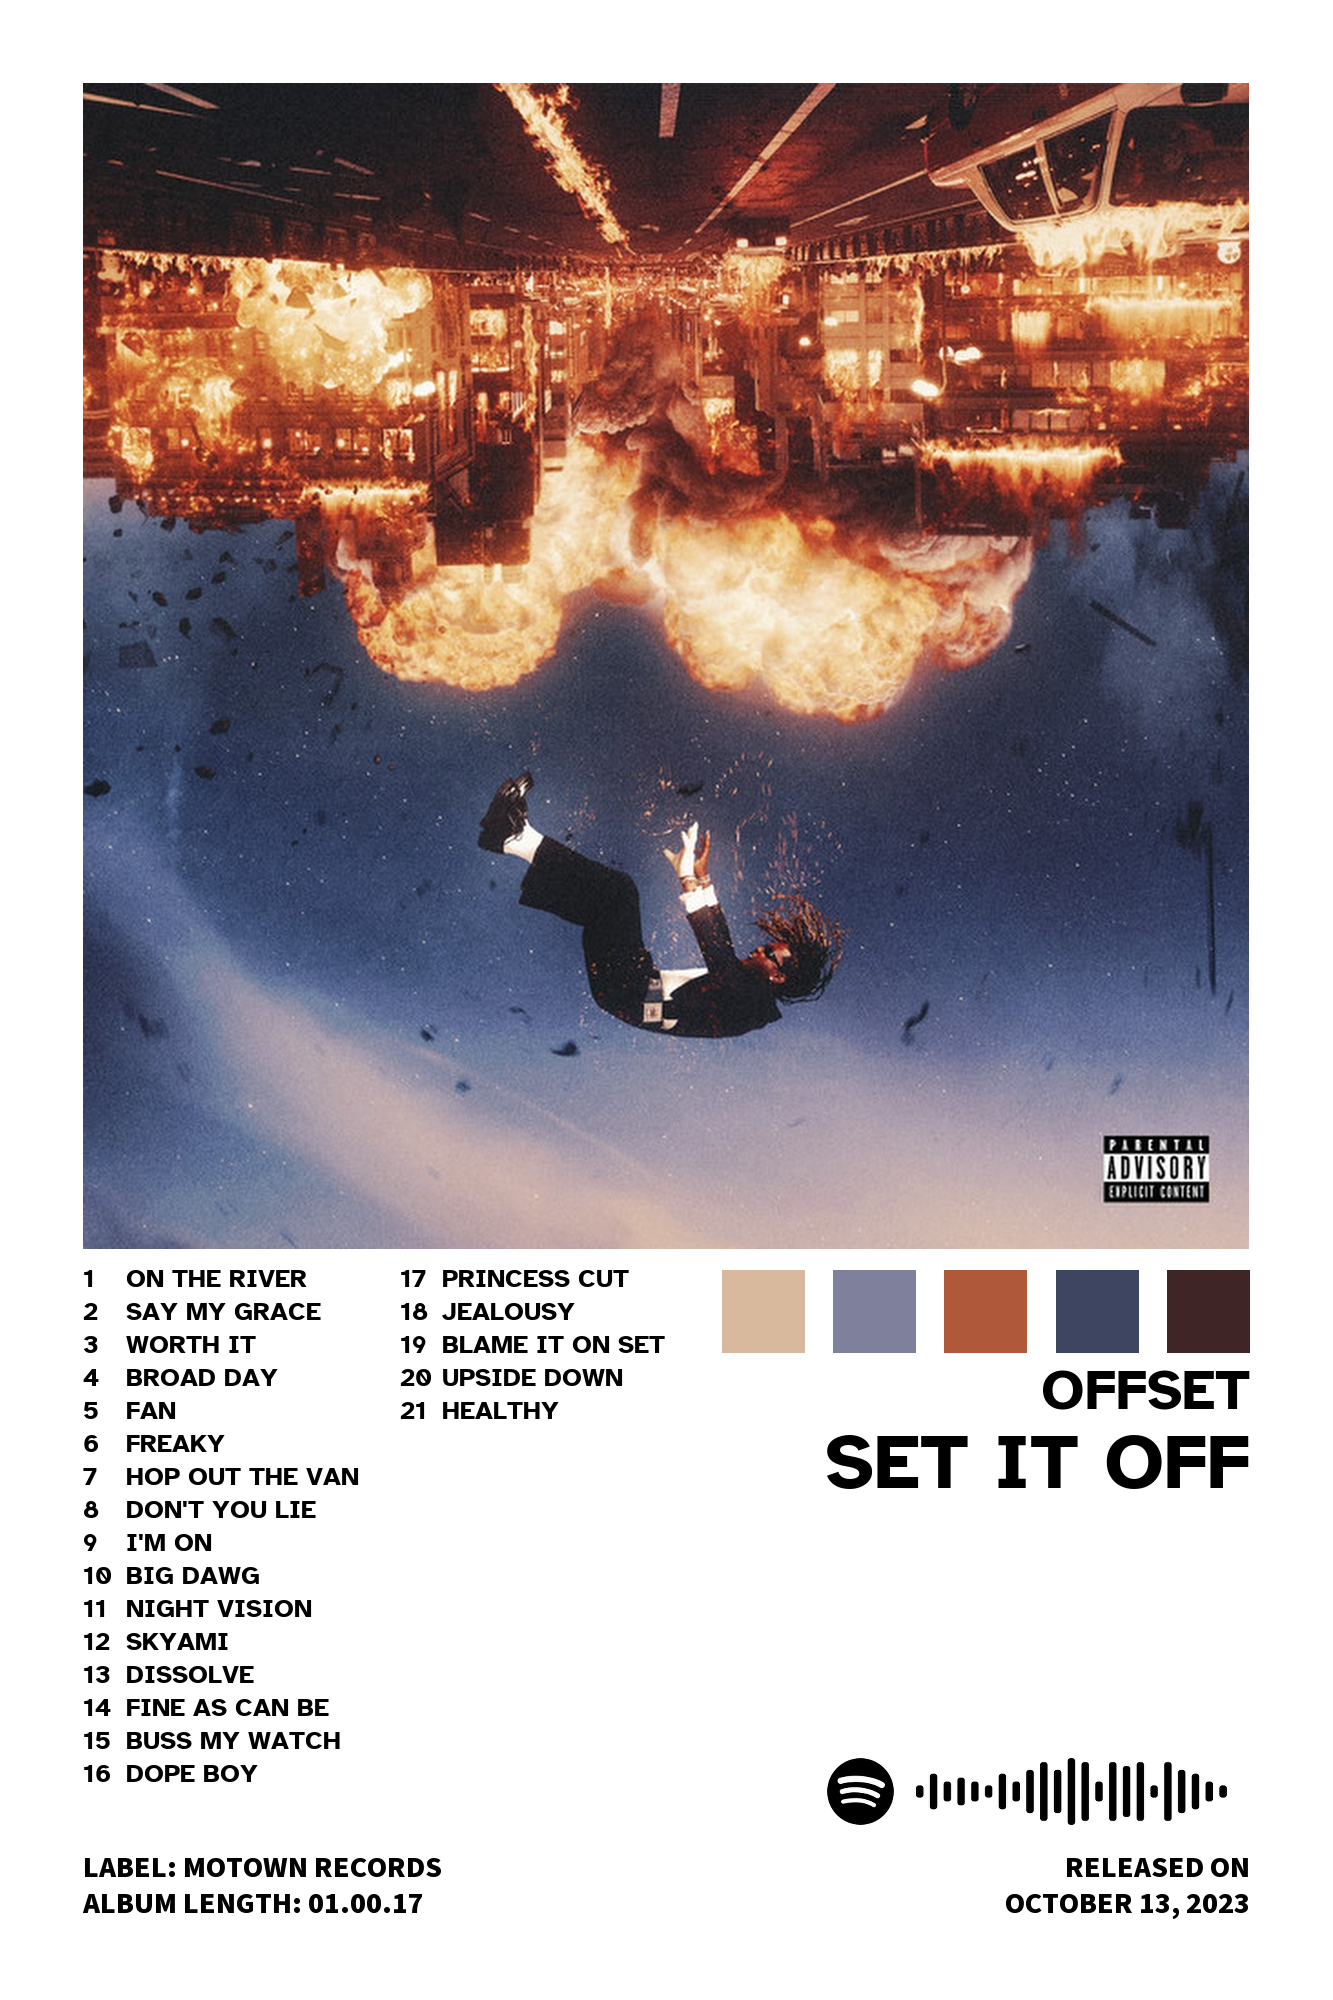 PARENTAL
ADVISORY
EXPLICIT CONTENT
1 ON THE RIVER
2 SAY MY GRACE
3 WORTH IT
4 BROAD DAY
5 FAN
6 FREAKY
7 HOP OUT THE VAN
8 DON'T YOU LIE
9 I'M ON
10 BIG DAWG
11 NIGHT VISION
12 SKYAMI
13 DISSOLVE
14 FINE AS CAN BE
15 BUSS MY WATCH
16 DOPE BOY
17 PRINCESS CUT
18 JEALOUSY
19 BLAME IT ON SET
20 UPSIDE DOWN
21 HEALTHY
OFFSET
SET IT OFF
LABEL: MOTOWN RECORDS
ALBUM LENGTH: 01.00.17
RELEASED ON
OCTOBER 13, 2023